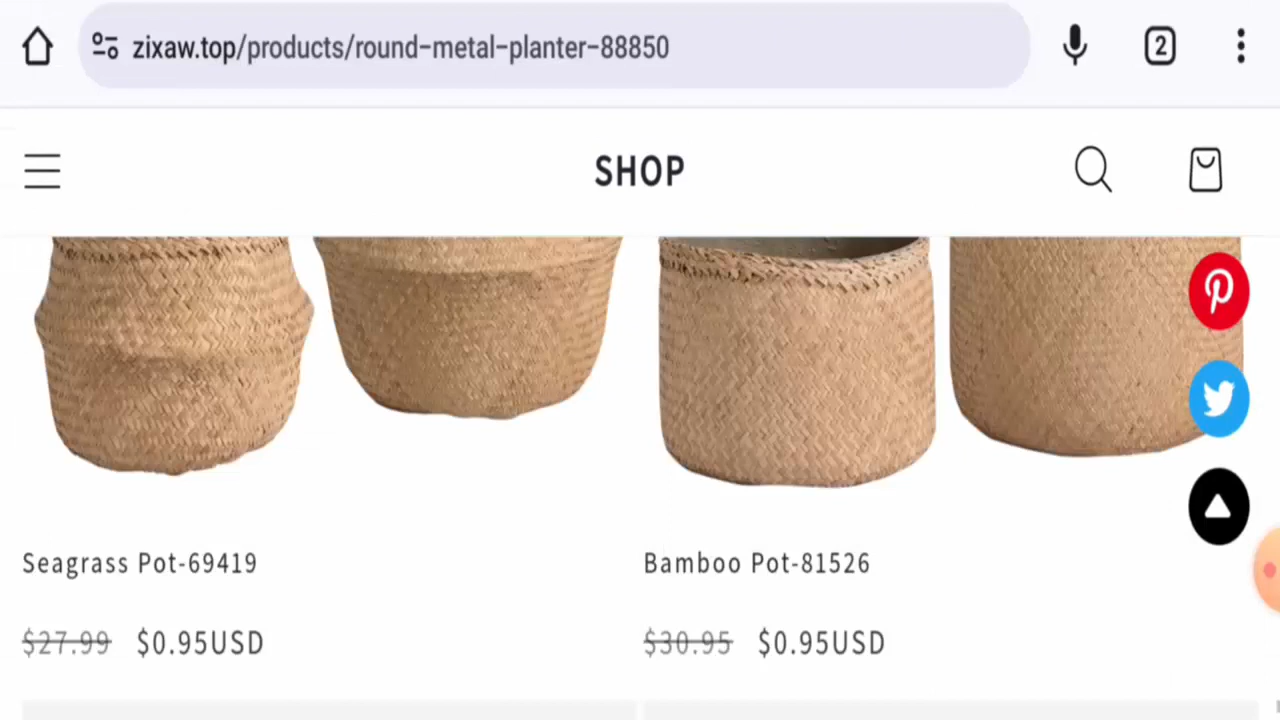 zixaw.top/products/round-metal-planter-88850
2
SHOP
Seagrass Pot-69419
Bamboo Pot-81526
$27.99 $0.95USD
$30.95 $0.95USD